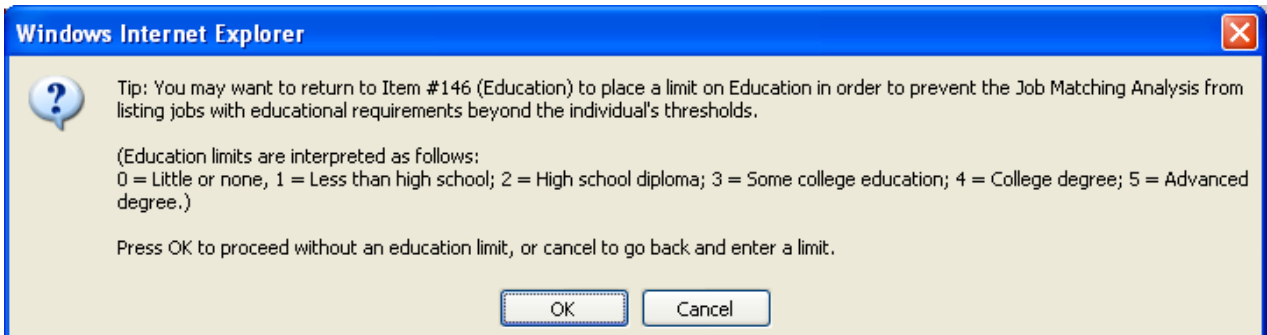 Windows Internet Explorer
Tip: You may want to return to Item #146 (Education) to place a limit on Education in order to prevent the Job Matching Analysis from
listing jobs with educational requirements beyond the individual's thresholds.
(Education limits are interpreted as follows:
0 = Little or none, 1 = Less than high school; 2 = High school diploma; 3 = Some college education; 4 = College degree; 5 = Advanced
degree.)
Press OK to proceed without an education limit, or cancel to go back and enter a limit.
OK
Cancel